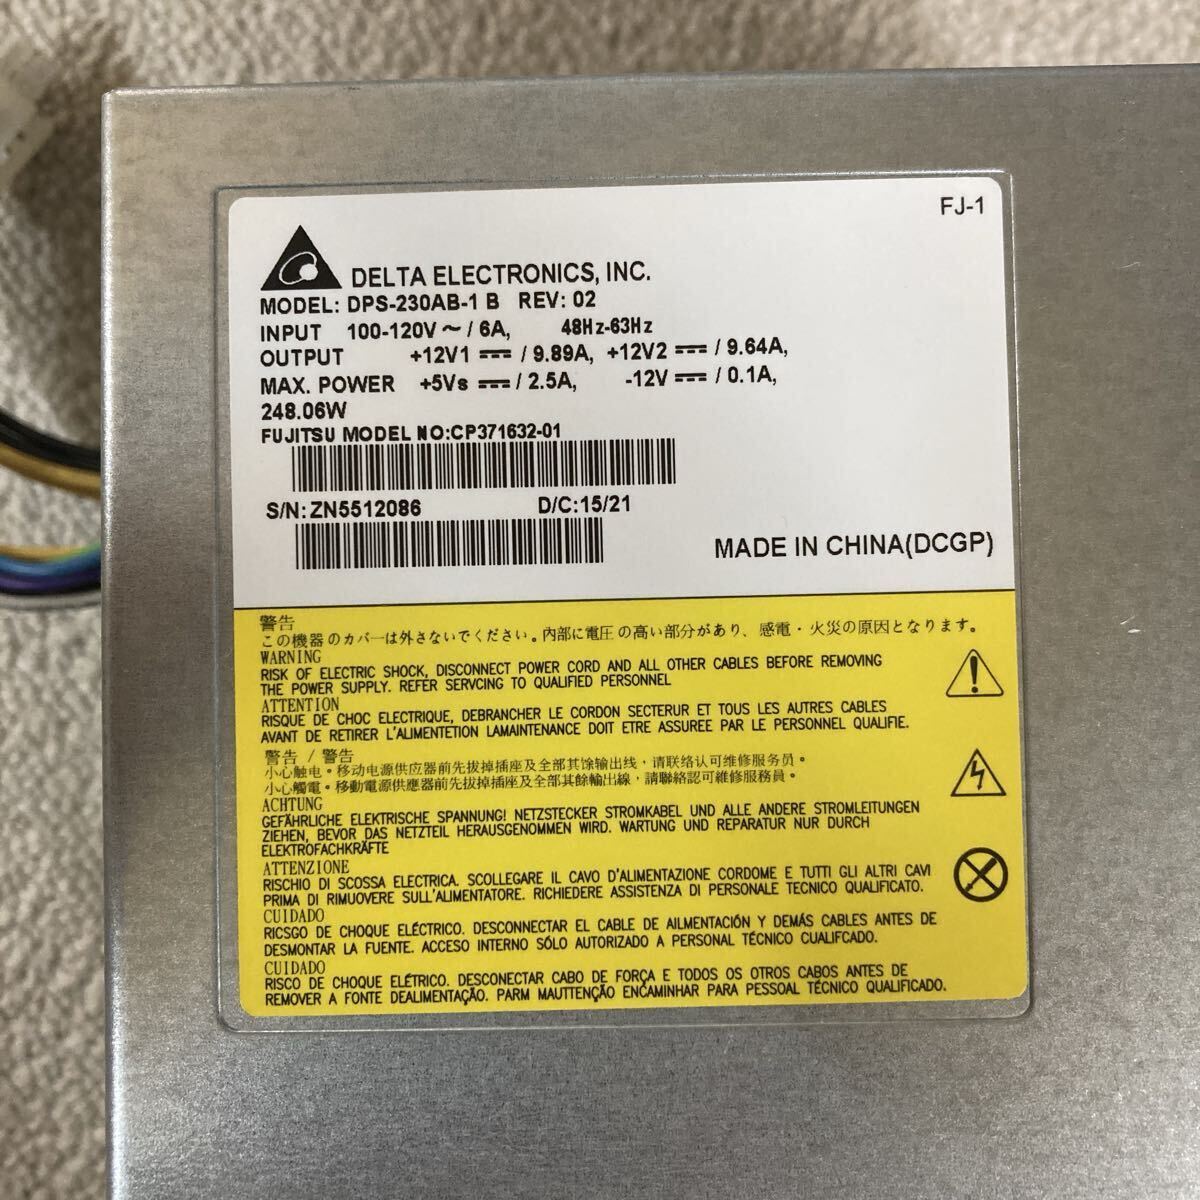 FJ-1
DELTA ELECTRONICS, INC.
MODEL: DPS-230AB-1 B REV: 02
INPUT 100-120V ~ / 6A, 48Hz-63Hz
OUTPUT +12V1 ⎓ / 9.89A, +12V2 ⎓ / 9.64A,
MAX. POWER +5Vs ⎓ / 2.5A, -12V ⎓ / 0.1A,
248.06W
FUJITSU MODEL NO:CP371632-01
S/N: ZN5512086 D/C:15/21
MADE IN CHINA(DCGP)
警告
この機器のカバーは外さないでください。内部に電圧の高い部分があり、感電・火災の原因となります。
WARNING
RISK OF ELECTRIC SHOCK, DISCONNECT POWER CORD AND ALL OTHER CABLES BEFORE REMOVING
THE POWER SUPPLY. REFER SERVCING TO QUALIFIED PERSONNEL
ATTENTION
RISQUE DE CHOC ELECTRIQUE, DEBRANCHER LE CORDON SECTERUR ET TOUS LES AUTRES CABLES
AVANT DE RETIRER L'ALIMENTETION LAMAINTENANCE DOIT ETRE ASSUREE PAR LE PERSONNEL QUALIFIE.
警告 / 警告
小心触电。移动电源供应器前先拔掉插座及全部其馀输出线，请联络认可维修服务员。
小心觸電。移動電源供應器前先拔掉插座及全部其餘輸出線，請聯絡認可維修服務員。
ACHTUNG
GEFÄHRLICHE ELEKTRISCHE SPANNUNG! NETZSTECKER STROMKABEL UND ALLE ANDERE STROMLEITUNGEN
ZIEHEN, BEVOR DAS NETZTEIL HERAUSGENOMMEN WIRD. WARTUNG UND REPARATUR NUR DURCH
ELEKTROFACHKRÄFTE
ATTENZIONE
RISCHIO DI SCOSSA ELECTRICA. SCOLLEGARE IL CAVO D'ALIMENTAZIONE CORDOME E TUTTI GLI ALTRI CAVI
PRIMA DI RIMUOVERE SULL'ALIMENTATORE. RICHIEDERE ASSISTENZA DI PERSONALE TECNICO QUALIFICATO.
CUIDADO
RICSGO DE CHOQUE ELÉCTRICO. DESCONNECTAR EL CABLE DE AILMENTACIÓN Y DEMÁS CABLES ANTES DE
DESMONTAR LA FUENTE. ACCESO INTERNO SÓLO AUTORIZADO A PERSONAL TÉCNICO CUALIFCADO.
CUIDADO
RISCO DE CHOQUE ELÉTRICO. DESCONECTAR CABO DE FORÇA E TODOS OS OTROS CABOS ANTES DE
REMOVER A FONTE DEALIMENTAÇÃO. PARM MAUTTENÇÃO ENCAMINHAR PARA PESSOAL TÉCNICO QUALIFICADO.